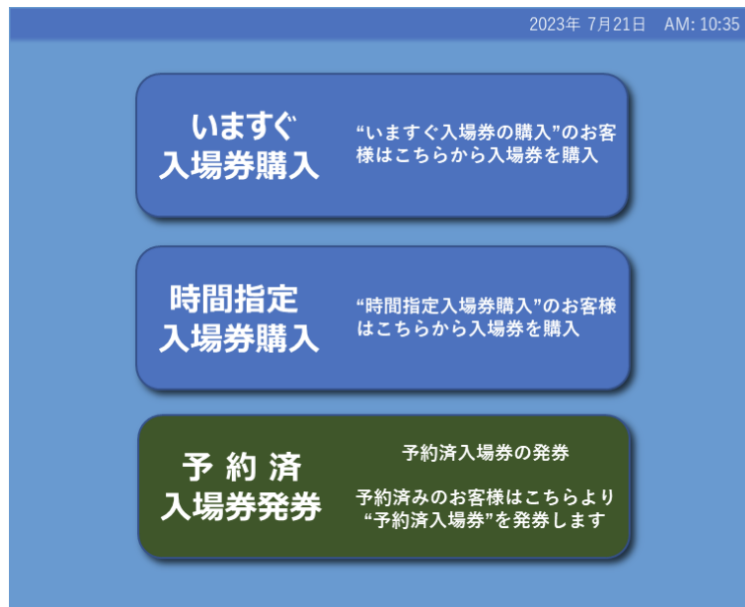 2023年 7月21日 AM: 10:35
いますぐ
入場券購入
“いますぐ入場券の購入”のお客
様はこちらから入場券を購入
時間指定
入場券購入
“時間指定入場券購入”のお客様
はこちらから入場券を購入
予 約 済
入場券発券
予約済入場券の発券
予約済みのお客様はこちらより
“予約済入場券”を発券します